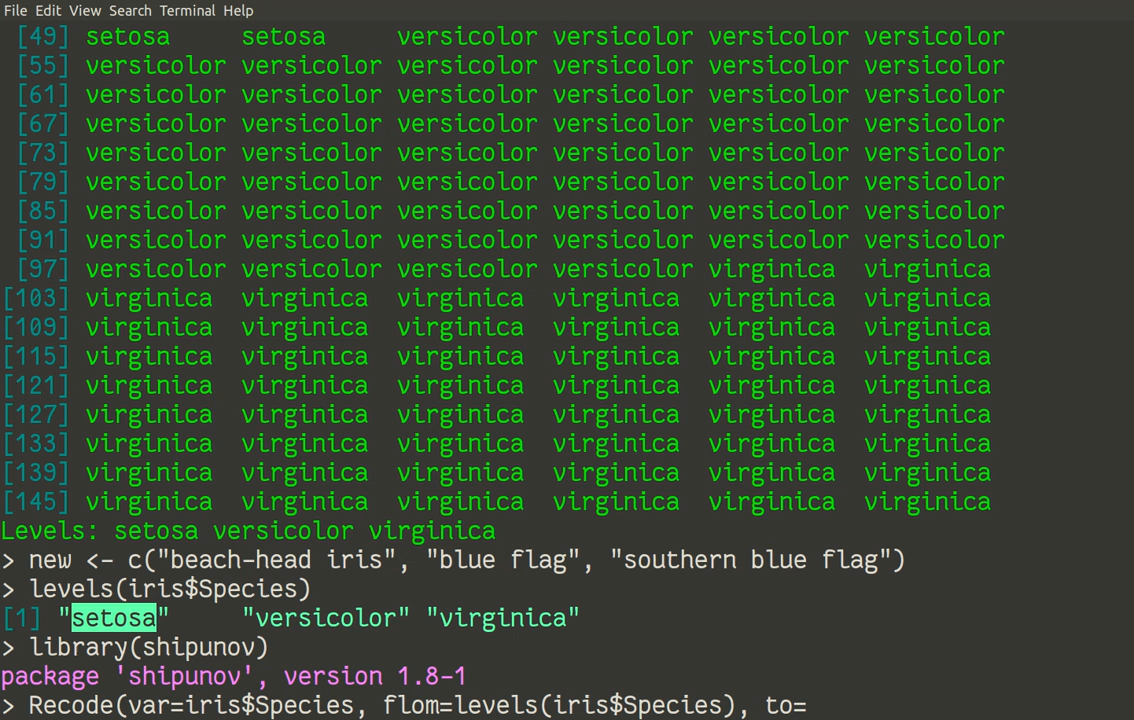 File Edit View Search Terminal Help
[49] setosa     setosa     versicolor versicolor versicolor versicolor
[55] versicolor versicolor versicolor versicolor versicolor versicolor
[61] versicolor versicolor versicolor versicolor versicolor versicolor
[67] versicolor versicolor versicolor versicolor versicolor versicolor
[73] versicolor versicolor versicolor versicolor versicolor versicolor
[79] versicolor versicolor versicolor versicolor versicolor versicolor
[85] versicolor versicolor versicolor versicolor versicolor versicolor
[91] versicolor versicolor versicolor versicolor versicolor versicolor
[97] versicolor versicolor versicolor versicolor virginica  virginica
[103] virginica  virginica  virginica  virginica  virginica  virginica
[109] virginica  virginica  virginica  virginica  virginica  virginica
[115] virginica  virginica  virginica  virginica  virginica  virginica
[121] virginica  virginica  virginica  virginica  virginica  virginica
[127] virginica  virginica  virginica  virginica  virginica  virginica
[133] virginica  virginica  virginica  virginica  virginica  virginica
[139] virginica  virginica  virginica  virginica  virginica  virginica
[145] virginica  virginica  virginica  virginica  virginica  virginica
Levels: setosa versicolor virginica
> new <- c("beach-head iris", "blue flag", "southern blue flag")
> levels(iris$Species)
[1] "setosa"     "versicolor" "virginica"
> library(shipunov)
package 'shipunov', version 1.8-1
> Recode(var=iris$Species, flom=levels(iris$Species), to=